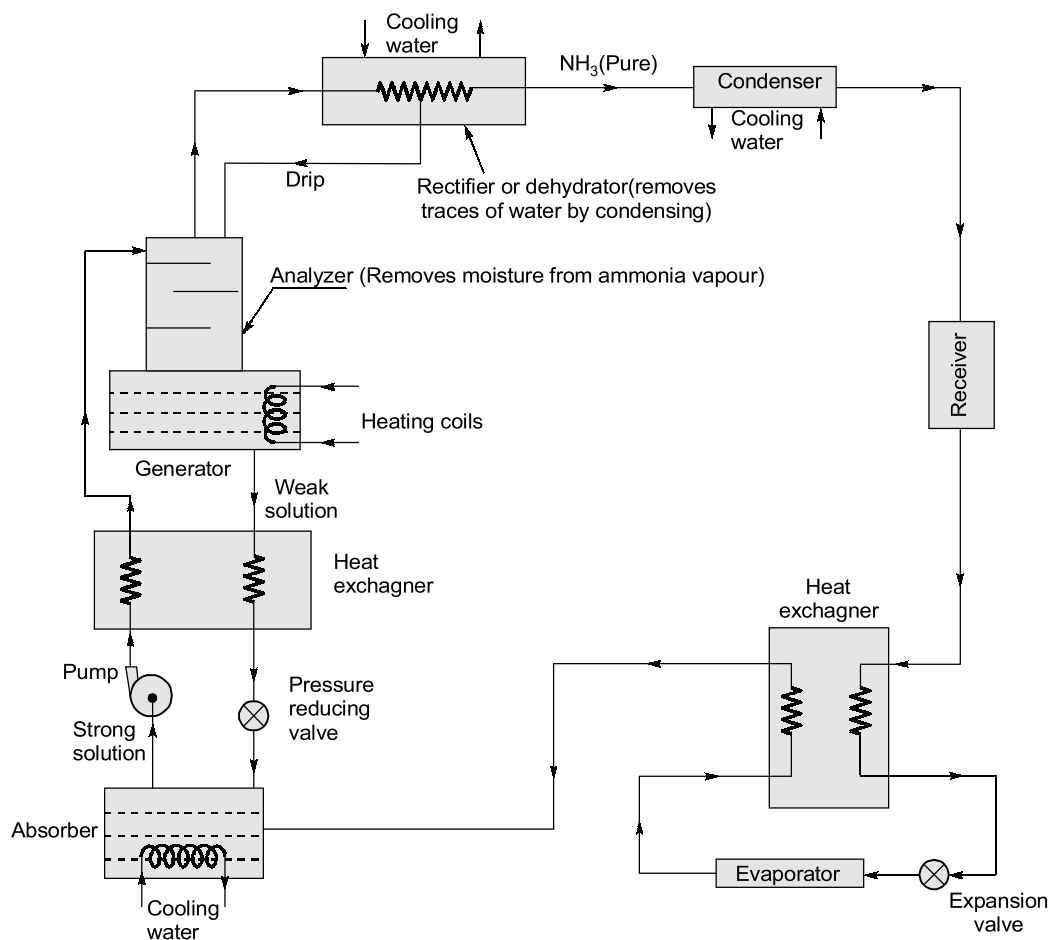 Cooling
water
NH₃(Pure)
Condenser
Cooling
water
Drip
Rectifier or dehydrator(removes
traces of water by condensing)
Analyzer (Removes moisture from ammonia vapour)
Receiver
Heating coils
Generator
Weak
solution
Heat
exchagner
Heat
exchagner
Pump
Pressure
reducing
valve
Strong
solution
Absorber
Evaporator
Expansion
valve
Cooling
water